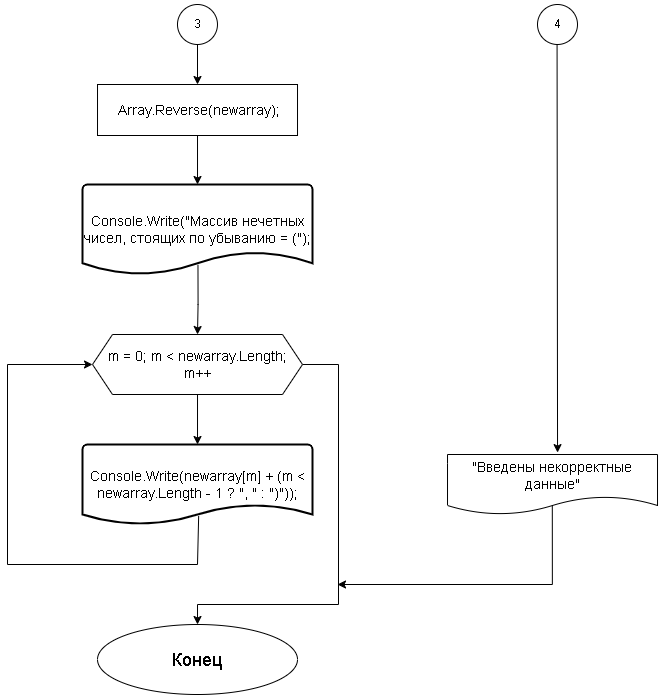 3
4
Array.Reverse(newarray);
Console.Write("Массив нечетных
чисел, стоящих по убыванию = (");
m = 0; m < newarray.Length;
m++
Console.Write(newarray[m] + (m <
newarray.Length - 1 ? ", " : ")"));
"Введены некорректные
данные"
Конец